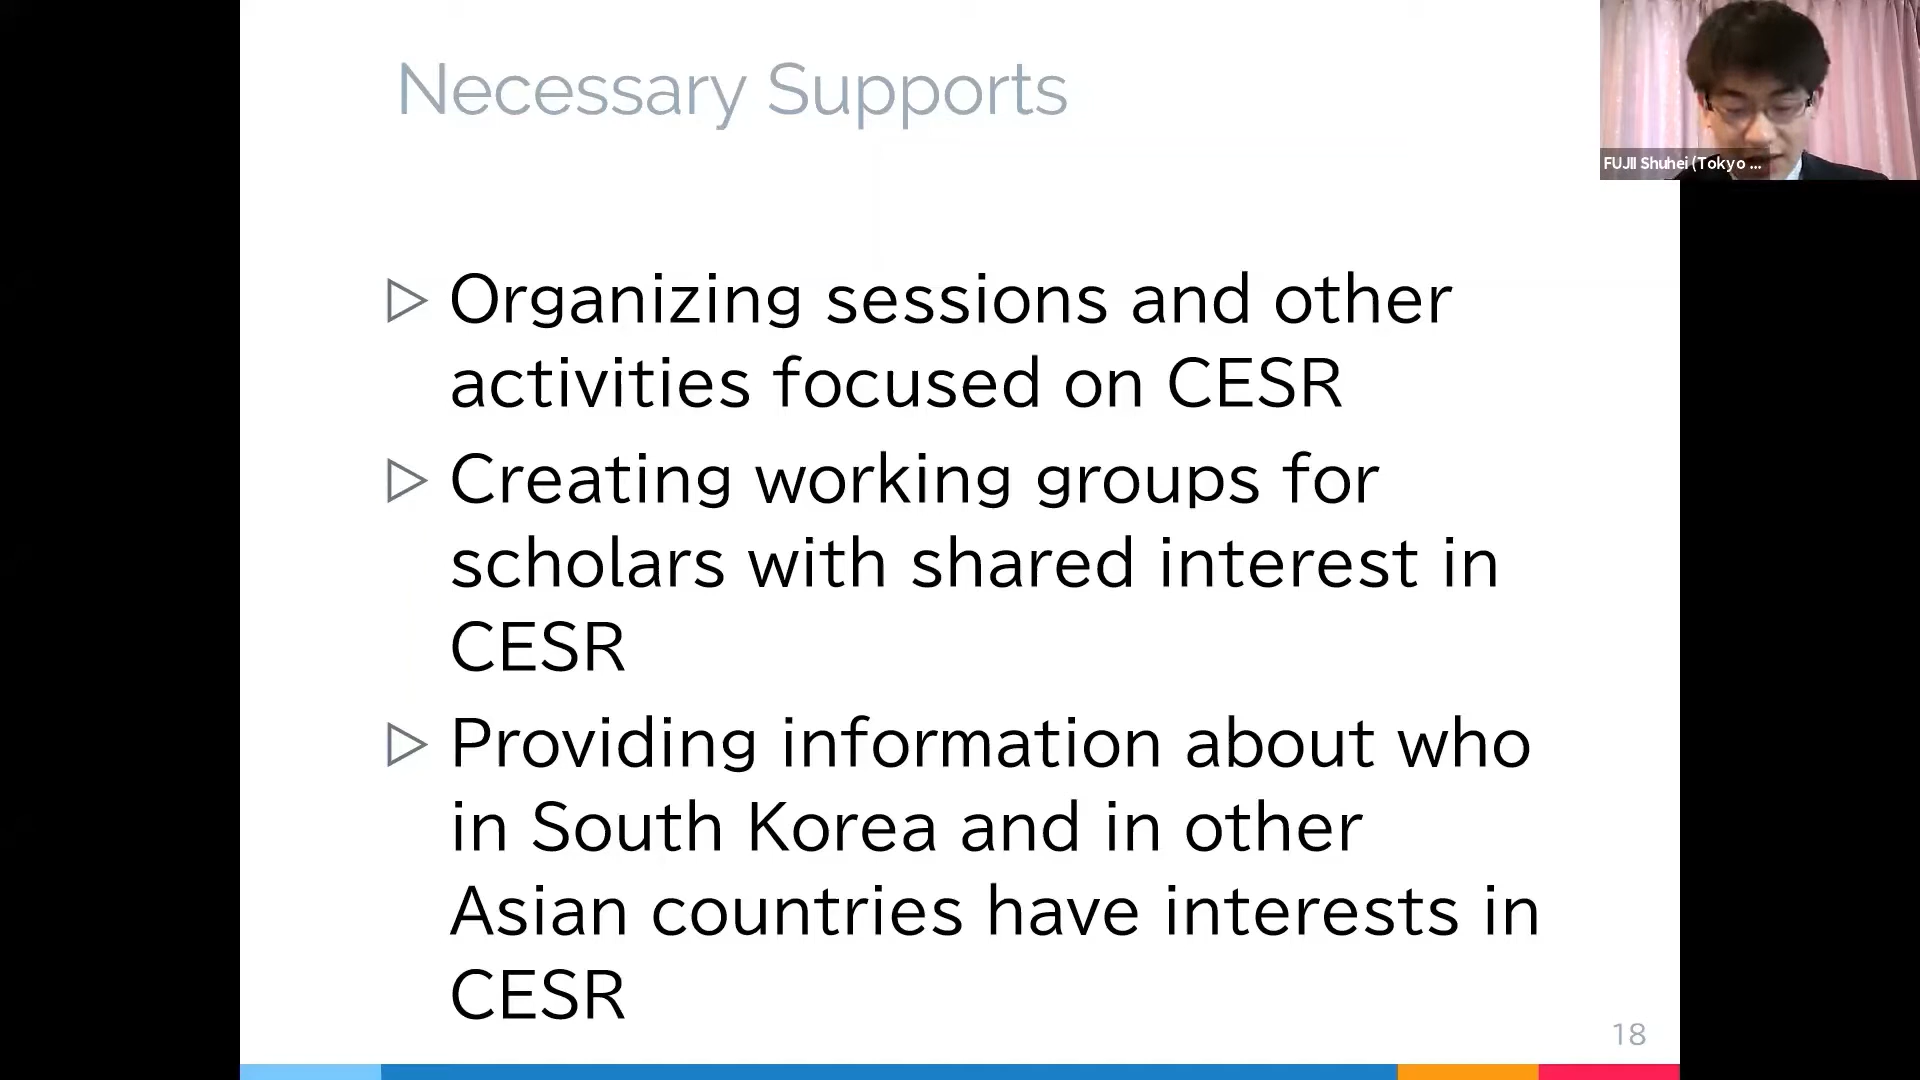 Necessary Supports
FUJII Shuhei (Tokyo ...
▷ Organizing sessions and other
activities focused on CESR
▷ Creating working groups for
scholars with shared interest in
CESR
▷ Providing information about who
in South Korea and in other
Asian countries have interests in
CESR
18